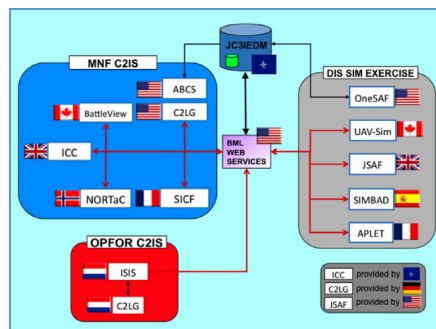 JC3IEDM
MNF C2IS
ABCS
BattleView
C2LG
ICC
NORTaC
SICF
BML
WEB
SERVICES
DIS SIM EXERCISE
OneSAF
UAV-Sim
JSAF
SIMBAD
APLET
OPFOR C2IS
ISIS
C2LG
ICC provided by
C2LG provided by
JSAF provided by